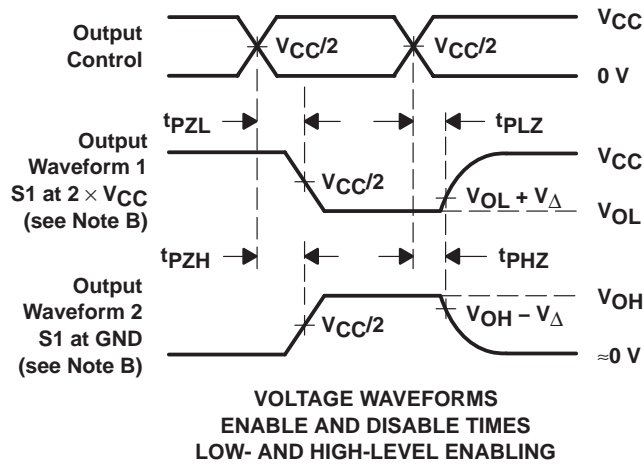 Output
Control
VCC/2
VCC/2
VCC
0 V
tPZL
tPLZ
Output
Waveform 1
S1 at 2 × VCC
(see Note B)
VCC/2
VCC
VOL + VΔ
VOL
tPZH
tPHZ
Output
Waveform 2
S1 at GND
(see Note B)
VCC/2
VOH
VOH − VΔ
≈0 V
VOLTAGE WAVEFORMS
ENABLE AND DISABLE TIMES
LOW- AND HIGH-LEVEL ENABLING